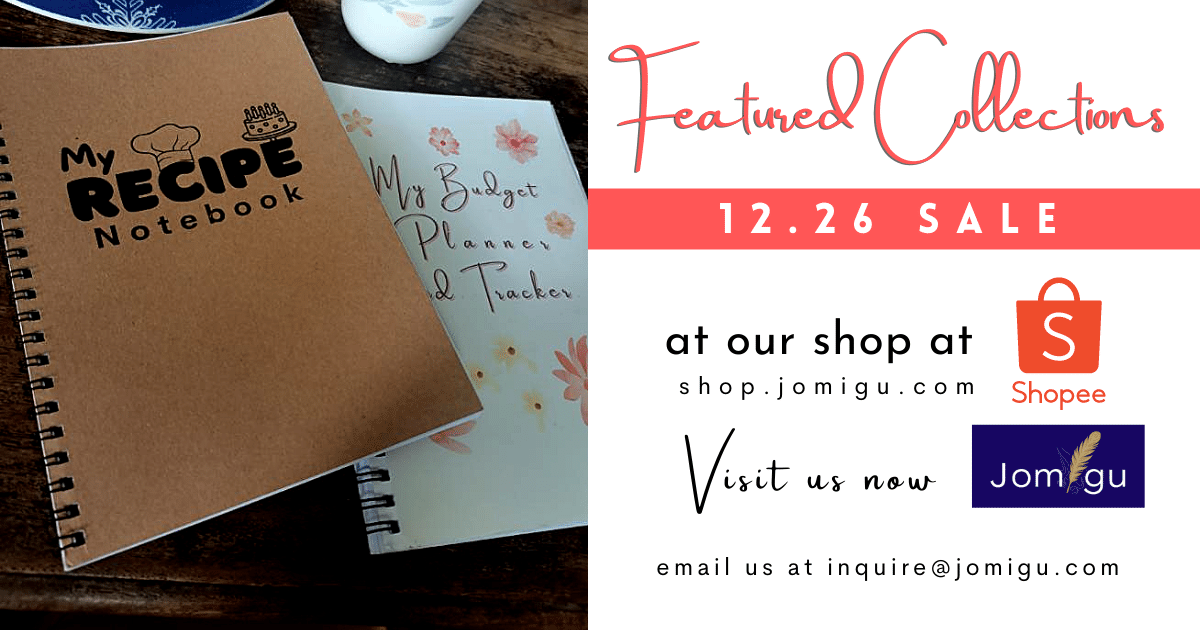 My
RECIPE
Notebook
My Budget
Planner
d Tracker
Featured Collections
12.26 SALE
at our shop at
shop.jomigu.com
S
Shopee
Visit us now
Jomigu
email us at inquire@jomigu.com